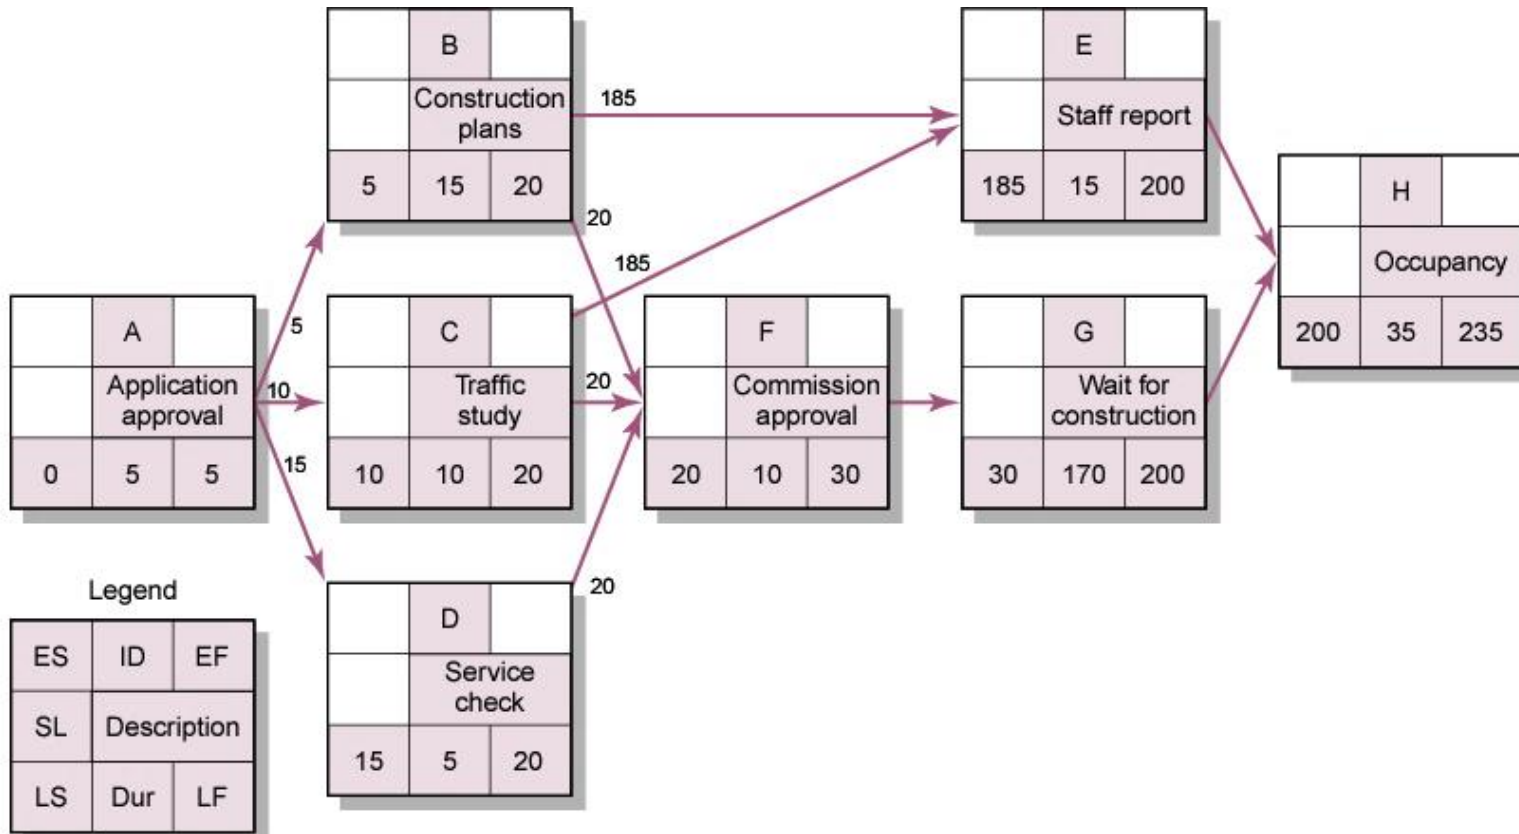 B
Construction
plans
5 15 20
185
20
185
E
Staff report
185 15 200
H
Occupancy
200 35 235
A
Application
approval
0 5 5
5
10
15
C
Traffic
study
10 10 20
20
F
Commission
approval
20 10 30
G
Wait for
construction
30 170 200
D
Service
check
15 5 20
20
Legend
ES ID EF
SL Description
LS Dur LF